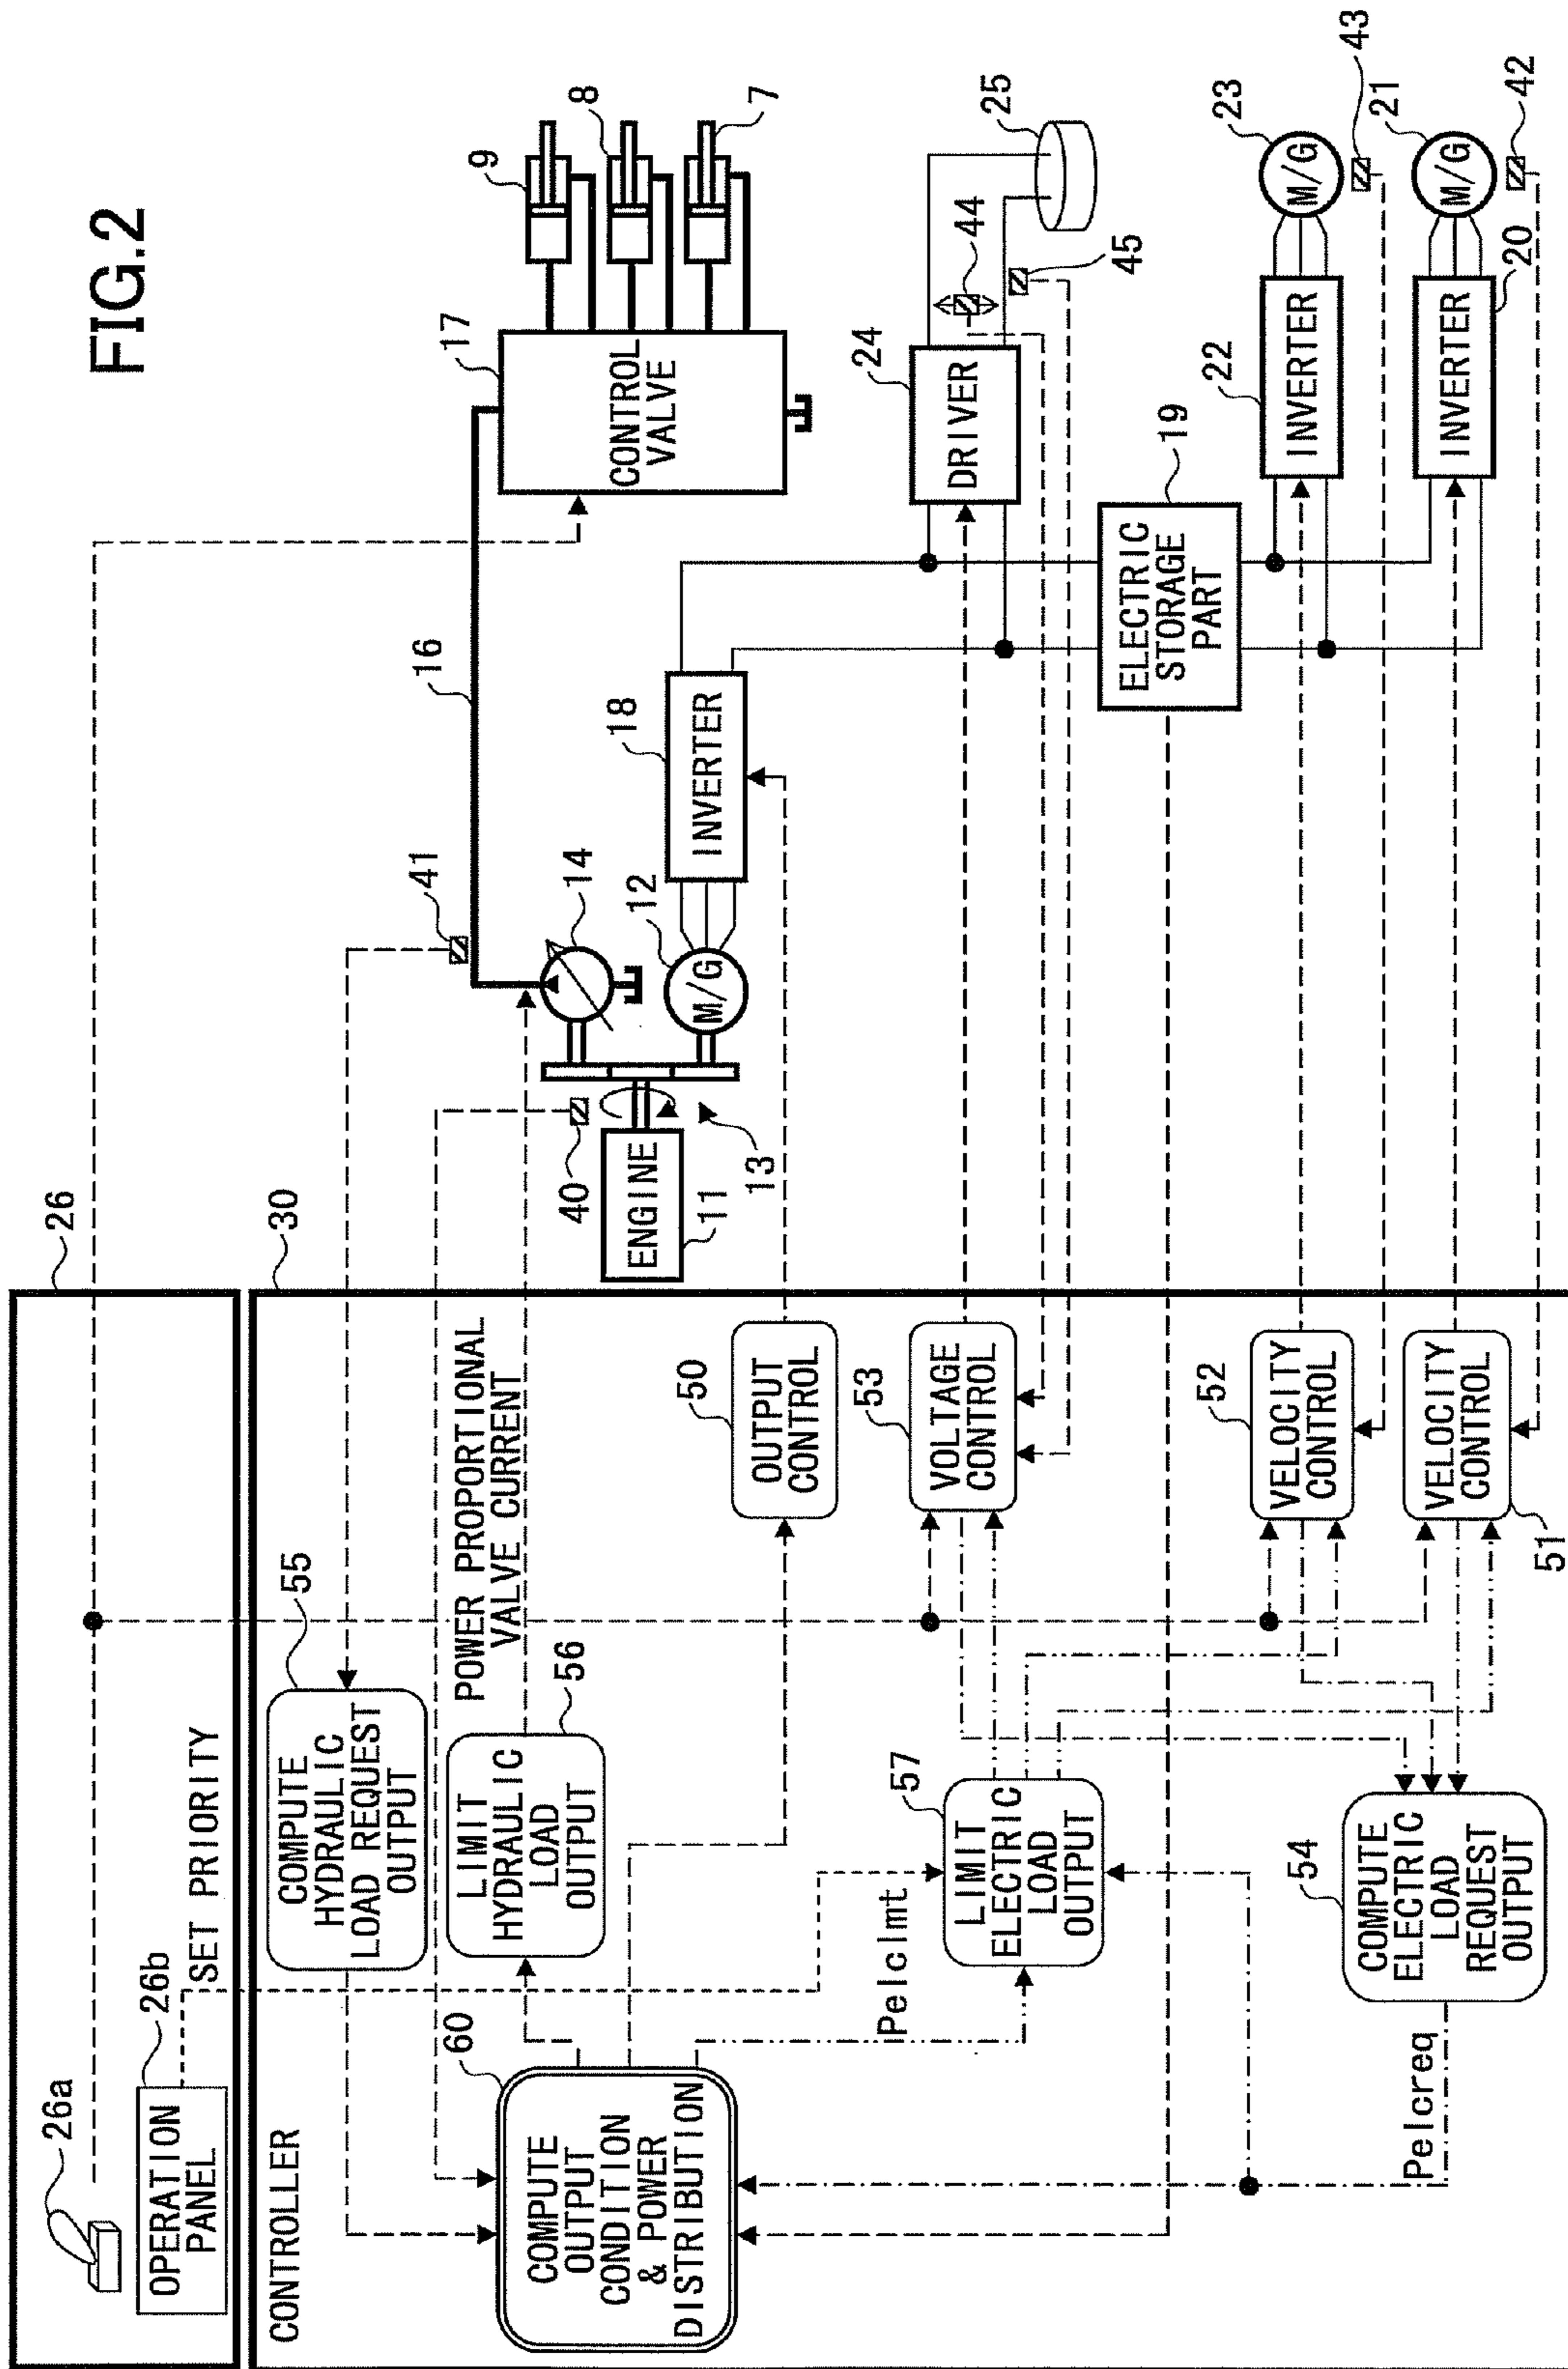 FIG.2
26
26a
OPERATION
PANEL
26b
SET PRIORITY
CONTROLLER
30
COMPUTE
HYDRAULIC
LOAD REQUEST
OUTPUT
55
POWER PROPORTIONAL
VALVE CURRENT
LIMIT
HYDRAULIC
LOAD
OUTPUT
56
60
COMPUTE
OUTPUT
CONDITION
& POWER
DISTRIBUTION
OUTPUT
CONTROL
50
Pelclmt
LIMIT
ELECTRIC
LOAD
OUTPUT
57
VOLTAGE
CONTROL
53
VELOCITY
CONTROL
52
VELOCITY
CONTROL
51
COMPUTE
ELECTRIC
LOAD
REQUEST
OUTPUT
54
Pelcreq
41
16
40
ENGINE
11
13
14
12
M/G
INVERTER
18
17
CONTROL
VALVE
9
8
7
24
DRIVER
44
45
25
ELECTRIC
STORAGE
PART
19
22
INVERTER
M/G
23
43
INVERTER
20
M/G
21
42